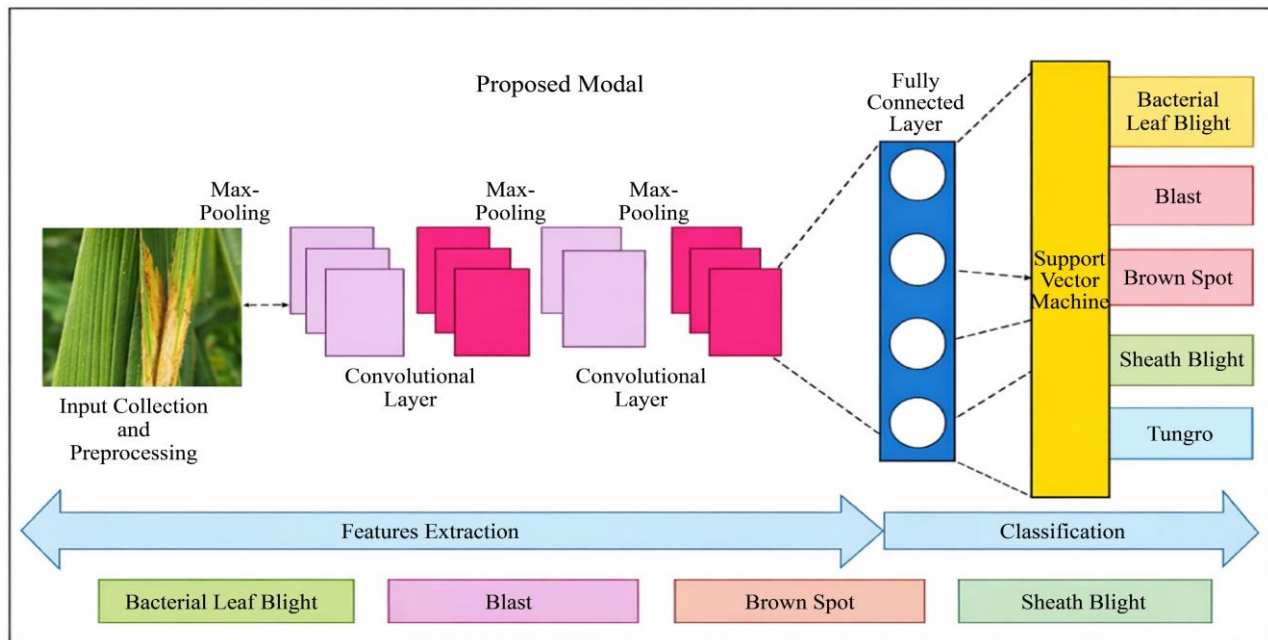 Proposed Modal
Fully
Connected
Layer
Max-
Pooling
Max-
Pooling
Max-
Pooling
Convolutional
Layer
Convolutional
Layer
Input Collection
and
Preprocessing
Support
Vector
Machine
Bacterial
Leaf Blight
Blast
Brown Spot
Sheath Blight
Tungro
Features Extraction
Classification
Bacterial Leaf Blight
Blast
Brown Spot
Sheath Blight